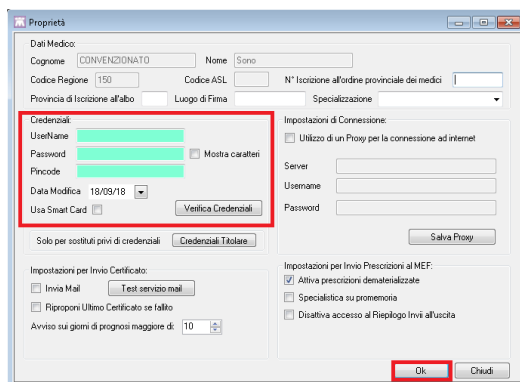 Proprietà
Dati Medico:
Cognome CONVENZIONATO Nome Sono
Codice Regione 150 Codice ASL N° Iscrizione all'ordine provinciale dei medici
Provincia di Iscrizione all'albo Luogo di Firma Specializzazione
Credenziali:
UserName
Password Mostra caratteri
Pincode
Data Modifica 18/09/18
Usa Smart Card Verifica Credenziali
Solo per sostituti privi di credenziali Credenziali Titolare
Impostazioni di Connessione:
Utilizzo di un Proxy per la connessione ad internet
Server
Username
Password
Salva Proxy
Impostazioni per Invio Certificato:
Invia Mail Test servizio mail
Riproponi Ultimo Certificato se fallito
Avviso sui giorni di prognosi maggiore di: 10
Impostazioni per Invio Prescrizioni al MEF:
Attiva prescrizioni dematerializzate
Specialistica su promemoria
Disattiva accesso al Riepilogo Invii all'uscita
Ok Chiudi